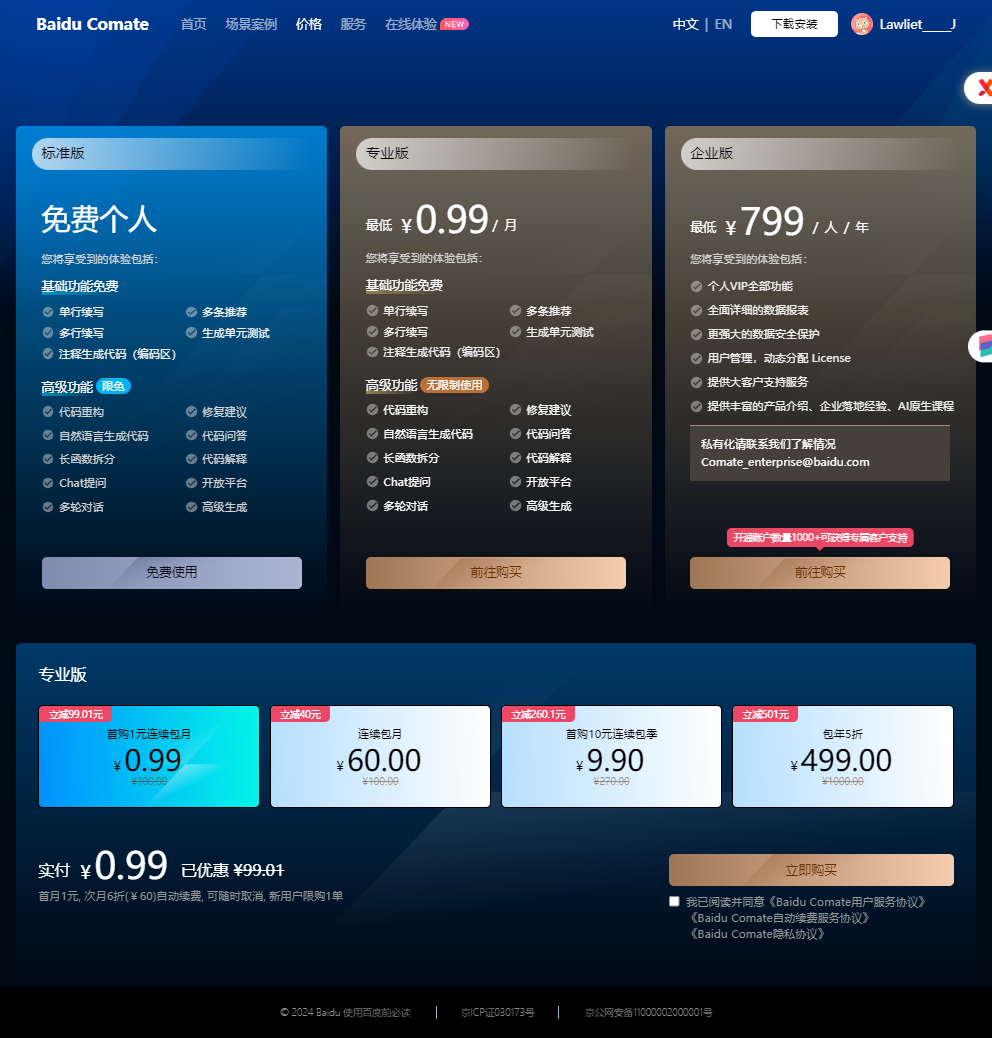 Baidu Comate 首页 场景案例 价格 服务 在线体验 NEW 中文 | EN 下载安装 Lawliet____J
标准版
免费个人
您将享受到的体验包括:
基础功能免费
单行续写 多条推荐
多行续写 生成单元测试
注释生成代码（编码区）
高级功能 限免
代码重构 修复建议
自然语言生成代码 代码问答
长函数拆分 代码解释
Chat提问 开放平台
多轮对话 高级生成
免费使用
专业版
最低 ￥0.99 / 月
您将享受到的体验包括:
基础功能免费
单行续写 多条推荐
多行续写 生成单元测试
注释生成代码（编码区）
高级功能 无限制使用
代码重构 修复建议
自然语言生成代码 代码问答
长函数拆分 代码解释
Chat提问 开放平台
多轮对话 高级生成
前往购买
企业版
最低 ￥799 / 人 / 年
您将享受到的体验包括:
个人VIP全部功能
全面详细的数据报表
更强大的数据安全保护
用户管理，动态分配 License
提供大客户支持服务
提供丰富的产品介绍、企业落地经验、AI原生课程
私有化请联系我们了解情况
Comate_enterprise@baidu.com
开通账户数量1000+可获得专属客户支持
前往购买
专业版
立减99.01元
首购1元连续包月
￥0.99
¥100.00
立减40元
连续包月
￥60.00
¥100.00
立减260.1元
首购10元连续包季
￥9.90
¥270.00
立减501元
包年5折
￥499.00
¥1000.00
实付 ￥0.99 已优惠 ¥99.01
首月1元, 次月6折(￥60)自动续费, 可随时取消, 新用户限购1单
立即购买
我已阅读并同意《Baidu Comate用户服务协议》
《Baidu Comate自动续费服务协议》
《Baidu Comate隐私协议》
© 2024 Baidu 使用百度前必读 京ICP证030173号 京公网安备11000002000001号